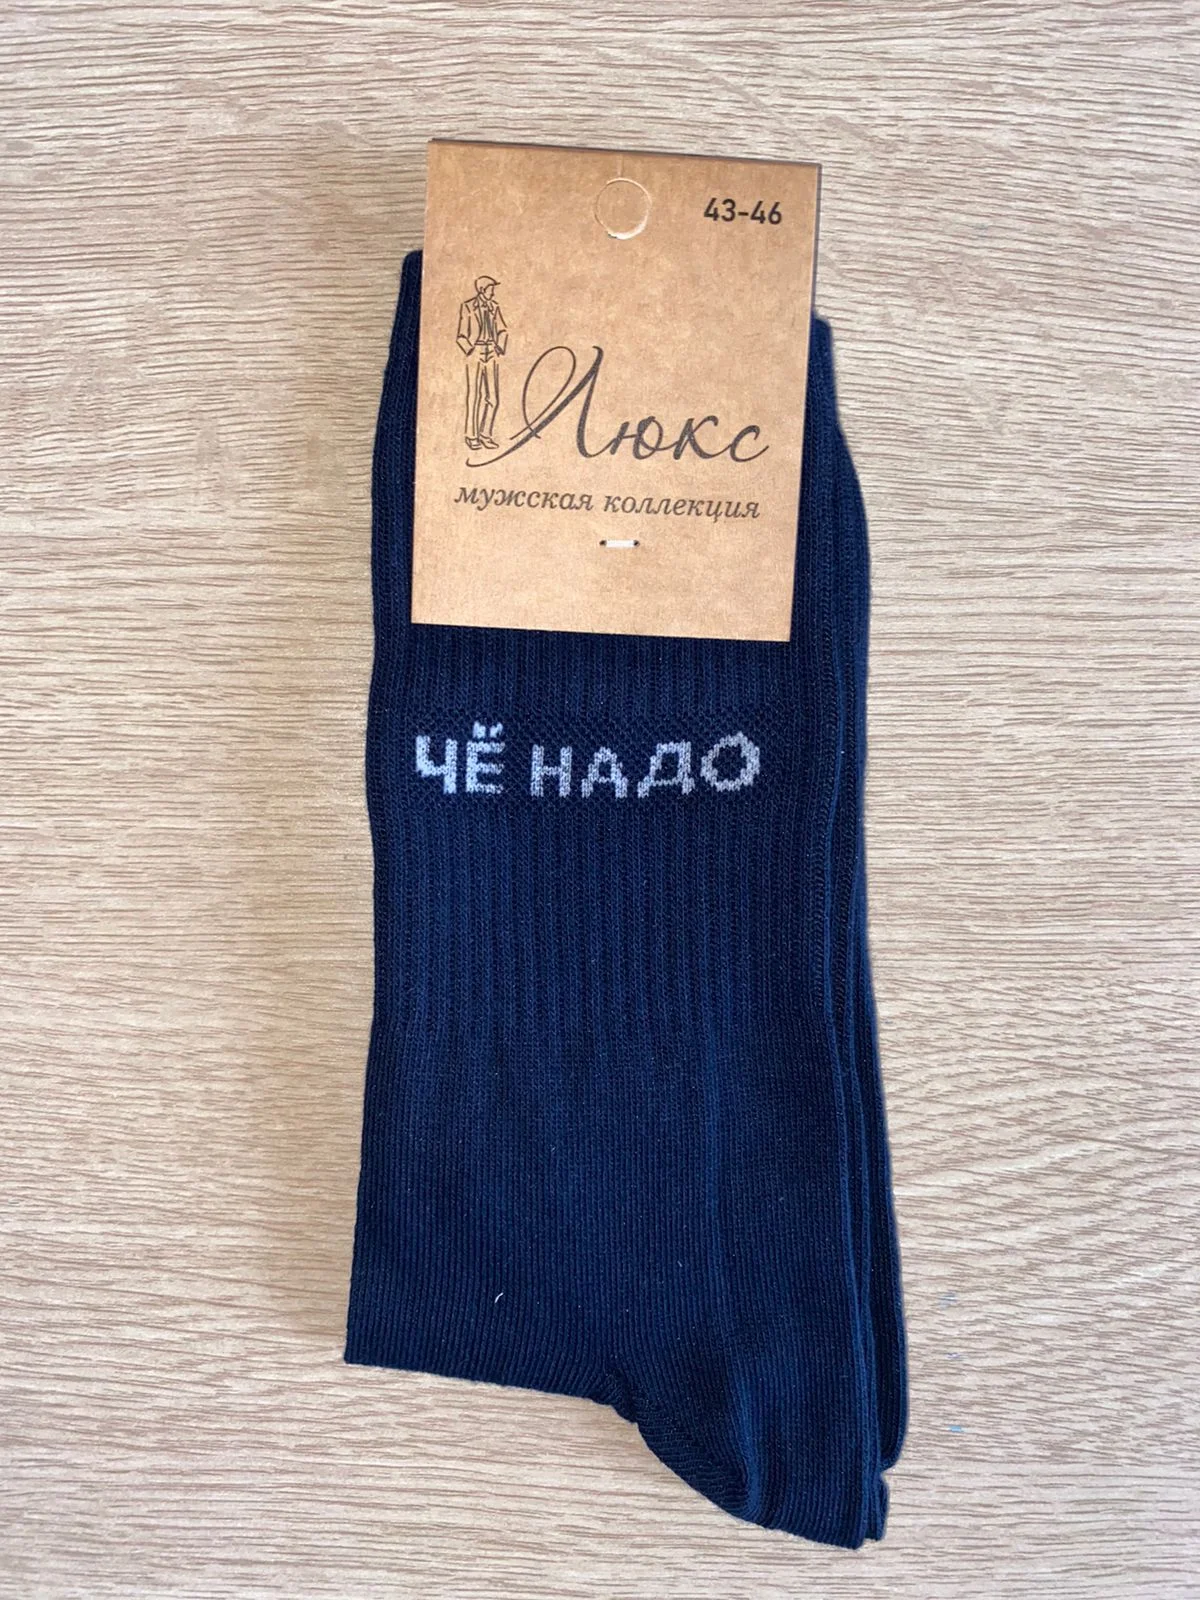 43-46
Люкс
мужская коллекция
ЧЁ НАДО